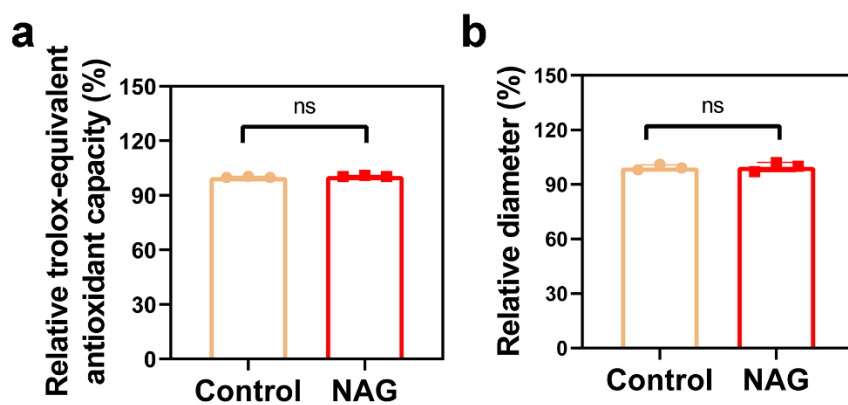 a
Relative trolox-equivalent
antioxidant capacity (%)
150
120
90
60
30
0
ns
Control
NAG
b
Relative diameter (%)
150
120
90
60
30
0
ns
Control
NAG